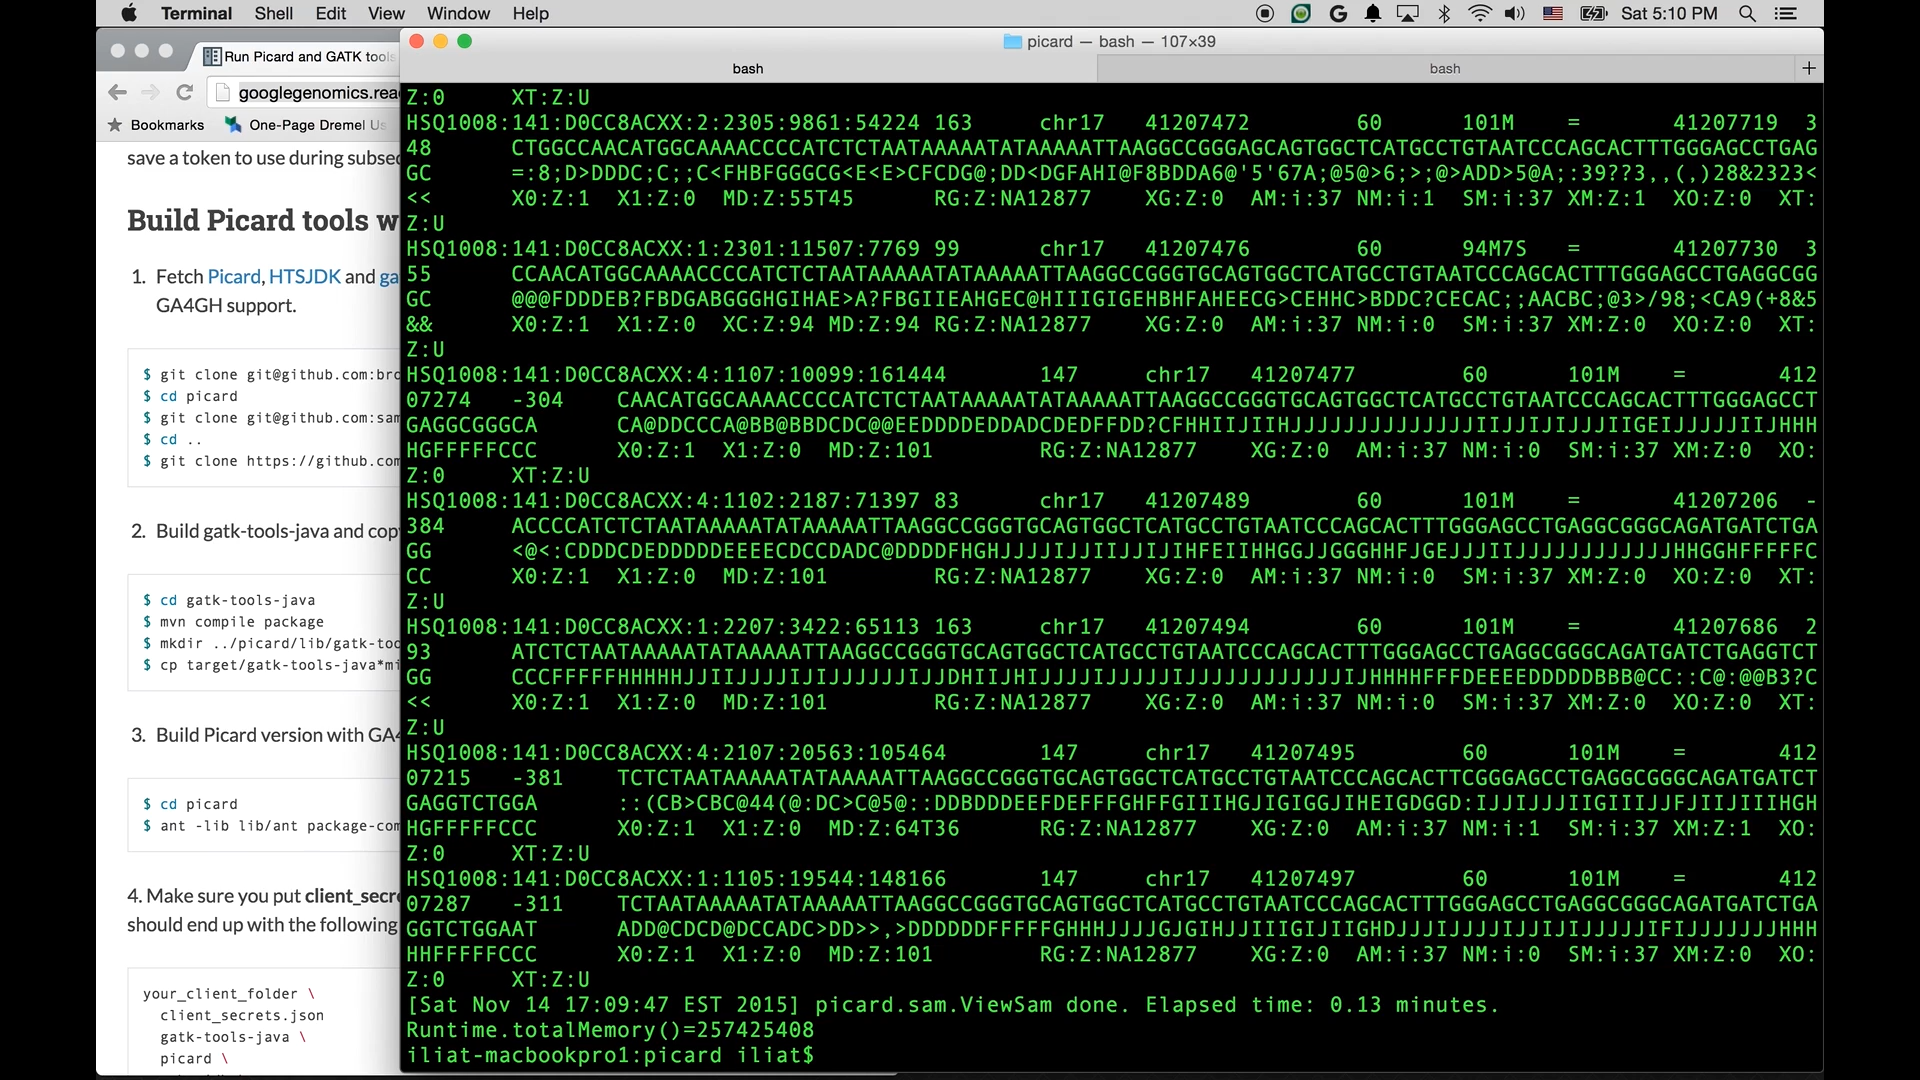 Terminal Shell Edit View Window Help Sat 5:10 PM
picard — bash — 107×39
Run Picard and GATK tools
bash bash +
googlegenomics.rea
Bookmarks One-Page Dremel Us
save a token to use during subsec
Build Picard tools w
1. Fetch Picard, HTSJDK and ga
GA4GH support.
$ git clone git@github.com:bro
$ cd picard
$ git clone git@github.com:sam
$ cd ..
$ git clone https://github.com
2. Build gatk-tools-java and cop
$ cd gatk-tools-java
$ mvn compile package
$ mkdir ../picard/lib/gatk-too
$ cp target/gatk-tools-java*mi
3. Build Picard version with GA4
$ cd picard
$ ant -lib lib/ant package-com
4. Make sure you put client_secre
should end up with the following
your_client_folder \
client_secrets.json
gatk-tools-java \
picard \
Z:0 XT:Z:U
HSQ1008:141:D0CC8ACXX:2:2305:9861:54224 163 chr17 41207472 60 101M = 41207719 3
48 CTGGCCAACATGGCAAAACCCCATCTCTAATAAAAATATAAAAATTAAGGCCGGGAGCAGTGGCTCATGCCTGTAATCCCAGCACTTTGGGAGCCTGAG
GC =:8;D>DDDC;C;;C<FHBFGGGCG<E<E>CFCDG@;DD<DGFAHI@F8BDDA6@'5'67A;@5@>6;>;@>ADD>5@A;:39??3,,(,)28&2323<
<< X0:Z:1 X1:Z:0 MD:Z:55T45 RG:Z:NA12877 XG:Z:0 AM:i:37 NM:i:1 SM:i:37 XM:Z:1 XO:Z:0 XT:
Z:U
HSQ1008:141:D0CC8ACXX:1:2301:11507:7769 99 chr17 41207476 60 94M7S = 41207730 3
55 CCAACATGGCAAAACCCCATCTCTAATAAAAATATAAAAATTAAGGCCGGGTGCAGTGGCTCATGCCTGTAATCCCAGCACTTTGGGAGCCTGAGGCGG
GC @@@FDDDEB?FBDGABGGGHGIHAE>A?FBGIIEAHGEC@HIIIGIGEHBHFAHEECG>CEHHC>BDDC?CECAC;;AACBC;@3>/98;<CA9(+8&5
&& X0:Z:1 X1:Z:0 XC:Z:94 MD:Z:94 RG:Z:NA12877 XG:Z:0 AM:i:37 NM:i:0 SM:i:37 XM:Z:0 XO:Z:0 XT:
Z:U
HSQ1008:141:D0CC8ACXX:4:1107:10099:161444 147 chr17 41207477 60 101M = 412
07274 -304 CAACATGGCAAAACCCCATCTCTAATAAAAATATAAAAATTAAGGCCGGGTGCAGTGGCTCATGCCTGTAATCCCAGCACTTTGGGAGCCT
GAGGCGGGCA CA@DDCCCA@BB@BBDCDC@@EEDDDDEDDADCDEDFFDD?CFHHIIJIIHJJJJJJJJJJJJJJIIJJIJIJJJIIGEIJJJJJIIJHHH
HGFFFFFCCC X0:Z:1 X1:Z:0 MD:Z:101 RG:Z:NA12877 XG:Z:0 AM:i:37 NM:i:0 SM:i:37 XM:Z:0 XO:
Z:0 XT:Z:U
HSQ1008:141:D0CC8ACXX:4:1102:2187:71397 83 chr17 41207489 60 101M = 41207206 -
384 ACCCCATCTCTAATAAAAATATAAAAATTAAGGCCGGGTGCAGTGGCTCATGCCTGTAATCCCAGCACTTTGGGAGCCTGAGGCGGGCAGATGATCTGA
GG <@<:CDDDCDEDDDDDEEEECDCCDADC@DDDDFHGHJJJJIJJIIJJIJIHFEIIHHGGJJGGGHHFJGEJJJIIJJJJJJJJJJJJHHGGHFFFFFC
CC X0:Z:1 X1:Z:0 MD:Z:101 RG:Z:NA12877 XG:Z:0 AM:i:37 NM:i:0 SM:i:37 XM:Z:0 XO:Z:0 XT:
Z:U
HSQ1008:141:D0CC8ACXX:1:2207:3422:65113 163 chr17 41207494 60 101M = 41207686 2
93 ATCTCTAATAAAAATATAAAAATTAAGGCCGGGTGCAGTGGCTCATGCCTGTAATCCCAGCACTTTGGGAGCCTGAGGCGGGCAGATGATCTGAGGTCT
GG CCCFFFFFHHHHHJJIIJJJJIJIJJJJJJIJJDHIIJHIJJJJIJJJJJIJJJJJJJJJJJJIJHHHHFFFDEEEEDDDDDBBB@CC::C@:@@B3?C
<< X0:Z:1 X1:Z:0 MD:Z:101 RG:Z:NA12877 XG:Z:0 AM:i:37 NM:i:0 SM:i:37 XM:Z:0 XO:Z:0 XT:
Z:U
HSQ1008:141:D0CC8ACXX:4:2107:20563:105464 147 chr17 41207495 60 101M = 412
07215 -381 TCTCTAATAAAAATATAAAAATTAAGGCCGGGTGCAGTGGCTCATGCCTGTAATCCCAGCACTTCGGGAGCCTGAGGCGGGCAGATGATCT
GAGGTCTGGA ::(CB>CBC@44(@:DC>C@5@::DDBDDDEEFDEFFFGHFFGIIIHGJIGIGGJIHEIGDGGD:IJJIJJJIIGIIIJJFJIIJIIIHGH
HGFFFFFCCC X0:Z:1 X1:Z:0 MD:Z:64T36 RG:Z:NA12877 XG:Z:0 AM:i:37 NM:i:1 SM:i:37 XM:Z:1 XO:
Z:0 XT:Z:U
HSQ1008:141:D0CC8ACXX:1:1105:19544:148166 147 chr17 41207497 60 101M = 412
07287 -311 TCTAATAAAAATATAAAAATTAAGGCCGGGTGCAGTGGCTCATGCCTGTAATCCCAGCACTTTGGGAGCCTGAGGCGGGCAGATGATCTGA
GGTCTGGAAT ADD@CDCD@DCCADC>DD>>,>DDDDDDFFFFFGHHHJJJJGJGIHJJIIIGIJIIGHDJJJIJJJJIJJIJIJJJJJIFIJJJJJJJHHH
HHFFFFFCCC X0:Z:1 X1:Z:0 MD:Z:101 RG:Z:NA12877 XG:Z:0 AM:i:37 NM:i:0 SM:i:37 XM:Z:0 XO:
Z:0 XT:Z:U
[Sat Nov 14 17:09:47 EST 2015] picard.sam.ViewSam done. Elapsed time: 0.13 minutes.
Runtime.totalMemory()=257425408
iliat-macbookpro1:picard iliat$